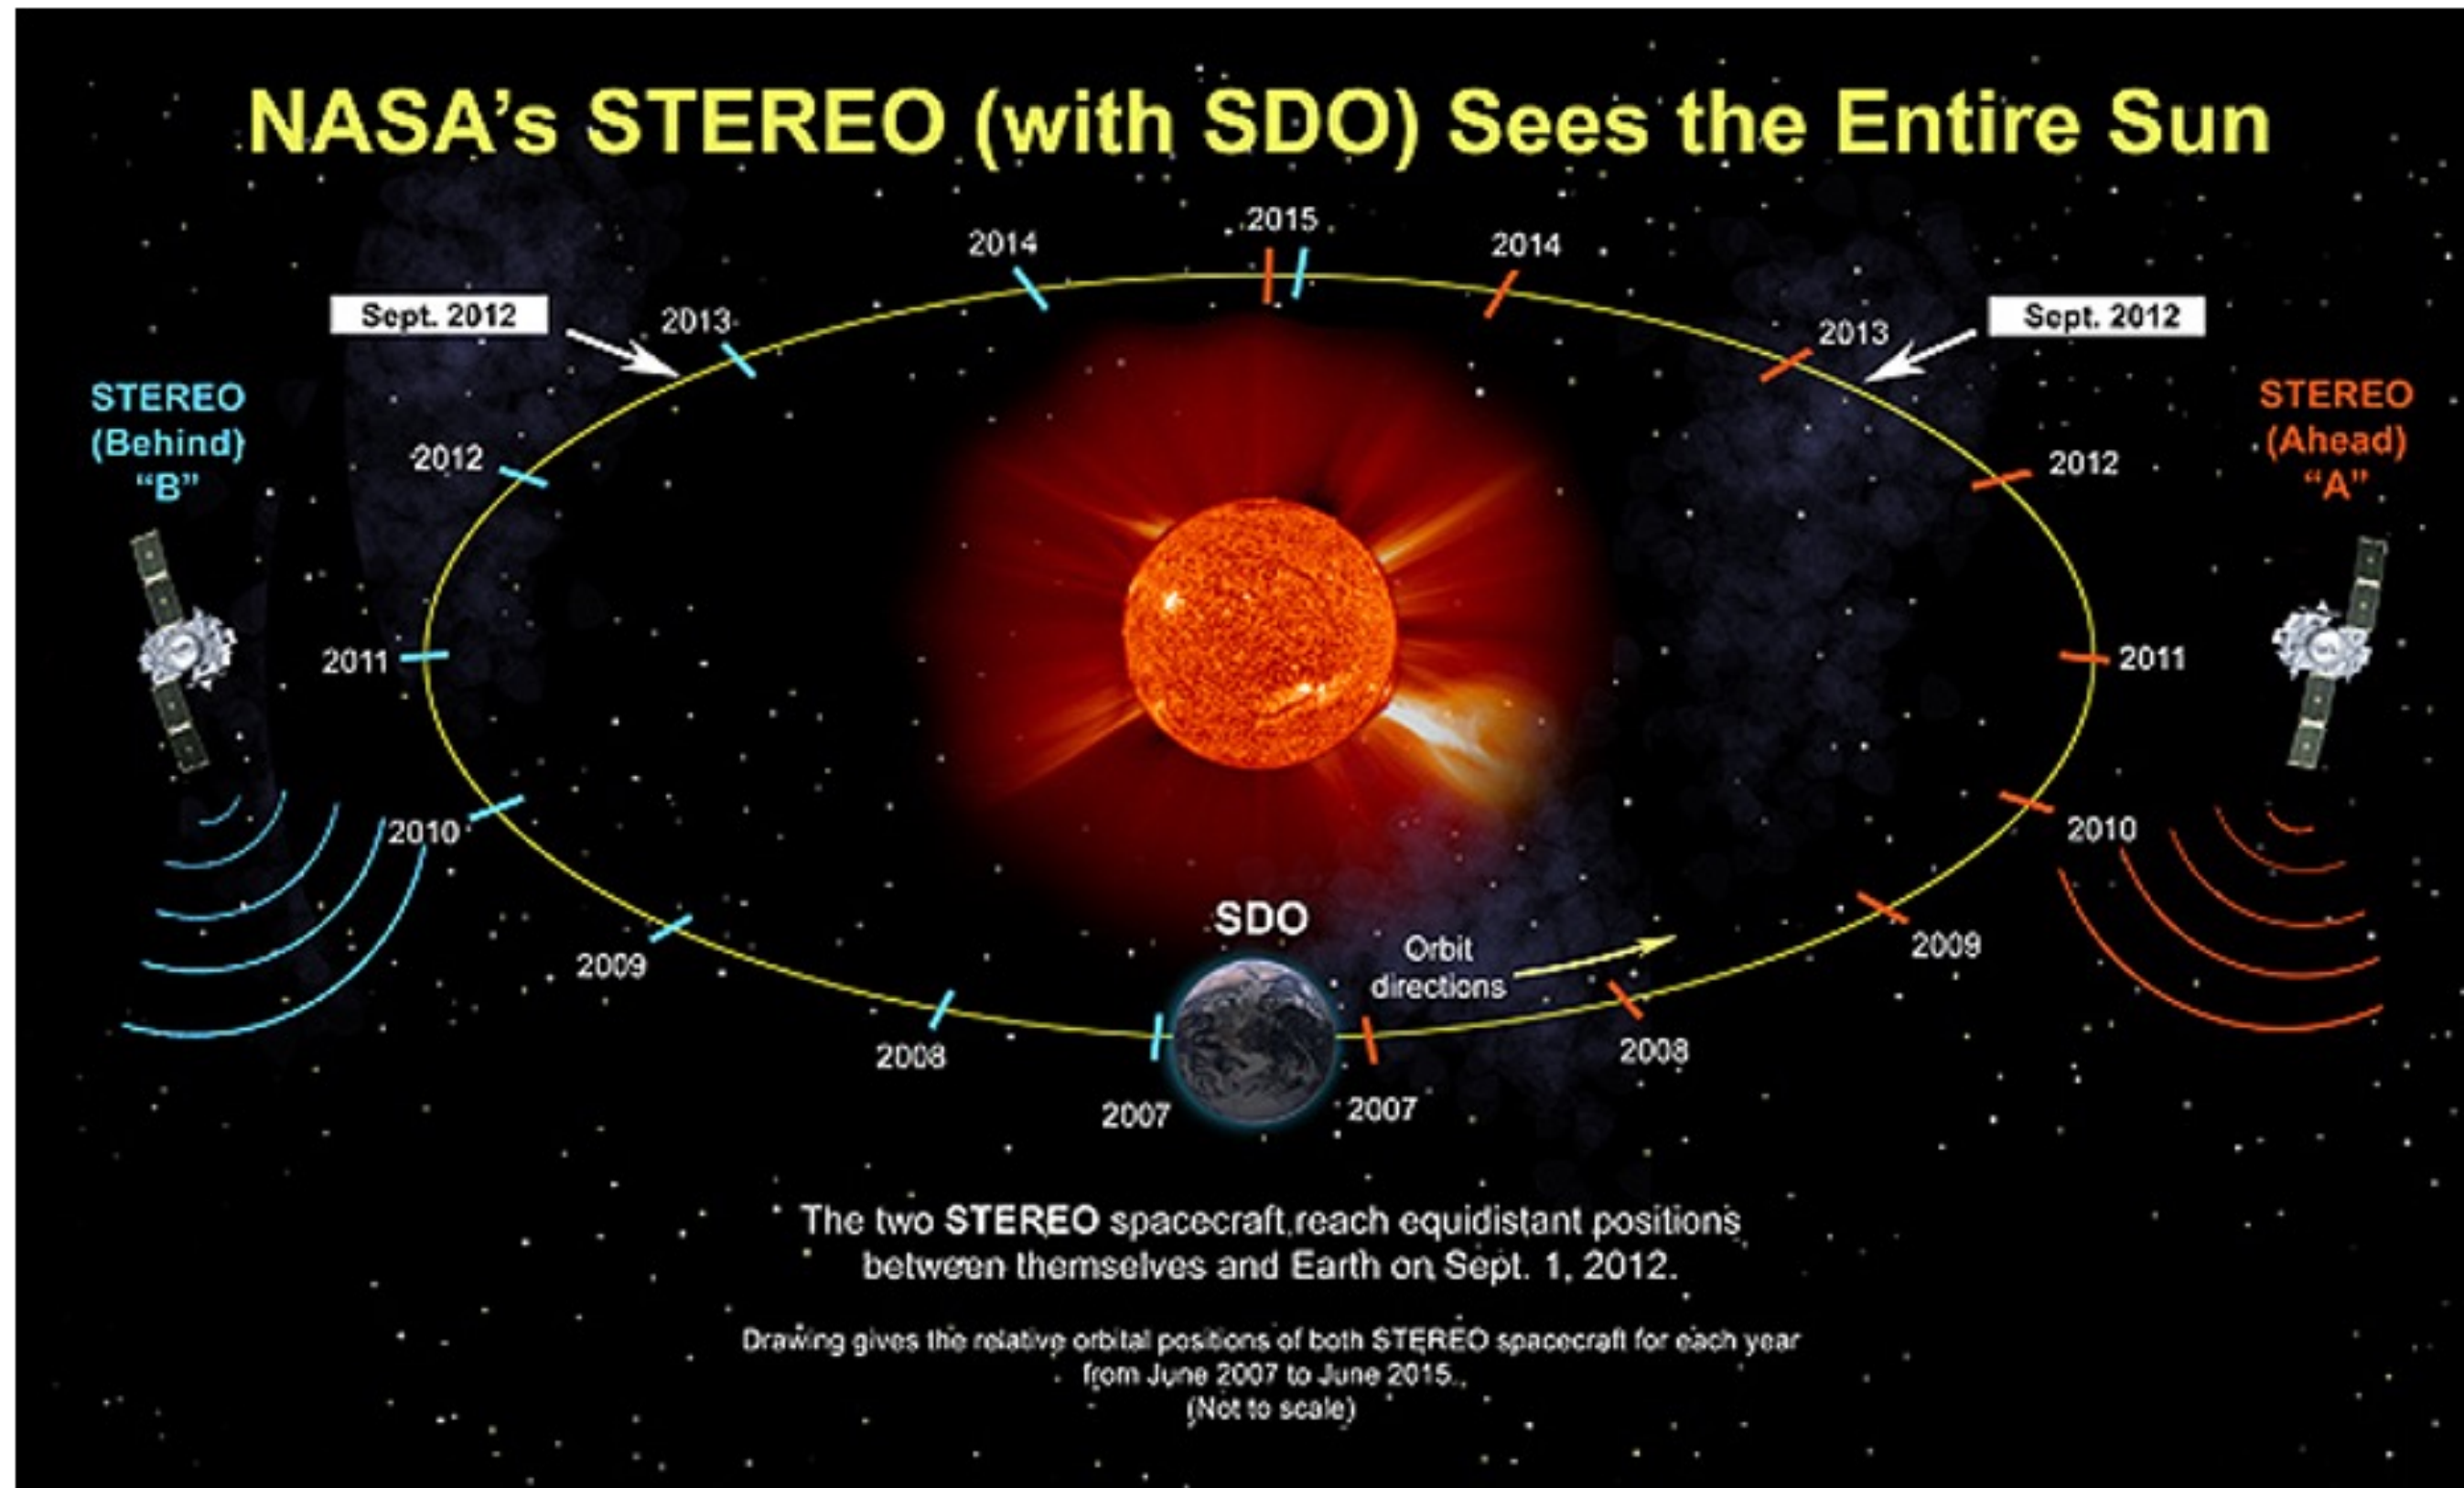 NASA's STEREO (with SDO) Sees the Entire Sun
2015
2014
2014
Sept. 2012
2013
2013
Sept. 2012
STEREO
(Behind)
"B"
STEREO
(Ahead)
"A"
2012
2012
2011
2011
2010
2010
SDO
Orbit
directions
2009
2009
2008
2008
2007
2007
The two STEREO spacecraft reach equidistant positions
between themselves and Earth on Sept. 1, 2012.
Drawing gives the relative orbital positions of both STEREO spacecraft for each year
from June 2007 to June 2015.
(Not to scale)